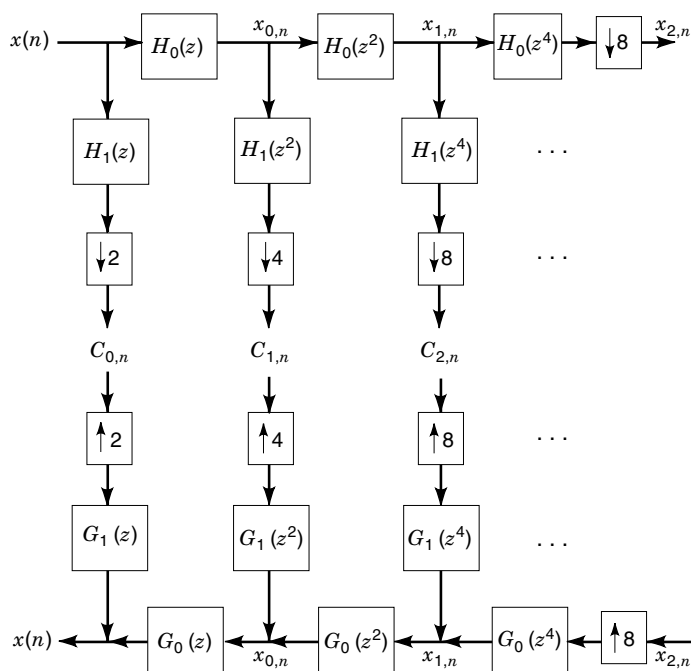 x(n) H₀(z) x₀,ₙ H₀(z²) x₁,ₙ H₀(z⁴) ↓8 x₂,ₙ
H₁(z) H₁(z²) H₁(z⁴) . . .
↓2 ↓4 ↓8 . . .
C₀,ₙ C₁,ₙ C₂,ₙ
↑2 ↑4 ↑8 . . .
G₁ (z) G₁ (z²) G₁ (z⁴) . . .
x(n) G₀ (z) x₀,ₙ G₀ (z²) x₁,ₙ G₀ (z⁴) ↑8 x₂,ₙ